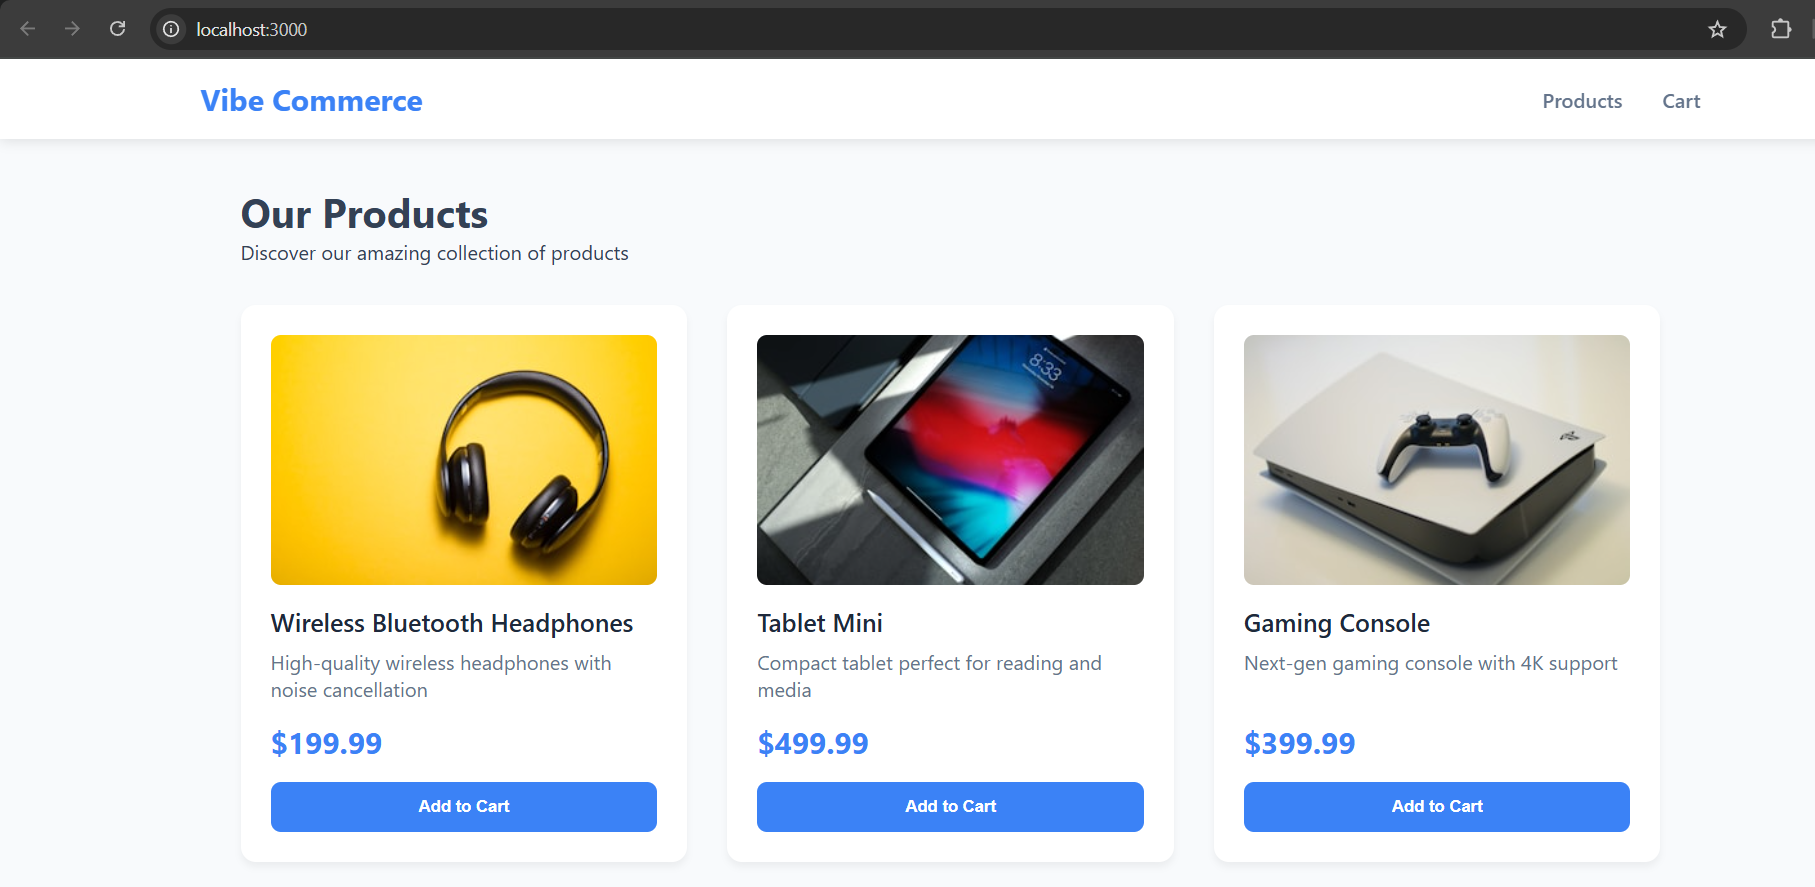 localhost:3000
Vibe Commerce
Products
Cart
Our Products
Discover our amazing collection of products
8:33
Wireless Bluetooth Headphones
High-quality wireless headphones with
noise cancellation
$199.99
Add to Cart
Tablet Mini
Compact tablet perfect for reading and
media
$499.99
Add to Cart
Gaming Console
Next-gen gaming console with 4K support
$399.99
Add to Cart